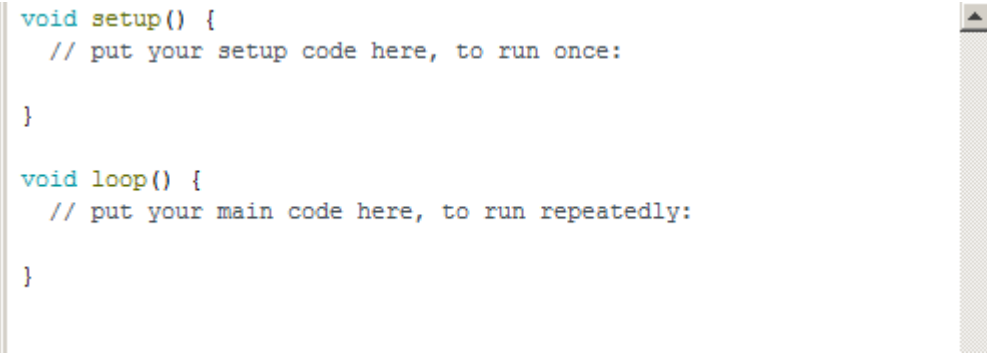 void setup() {
  // put your setup code here, to run once:
}
void loop() {
  // put your main code here, to run repeatedly:
}